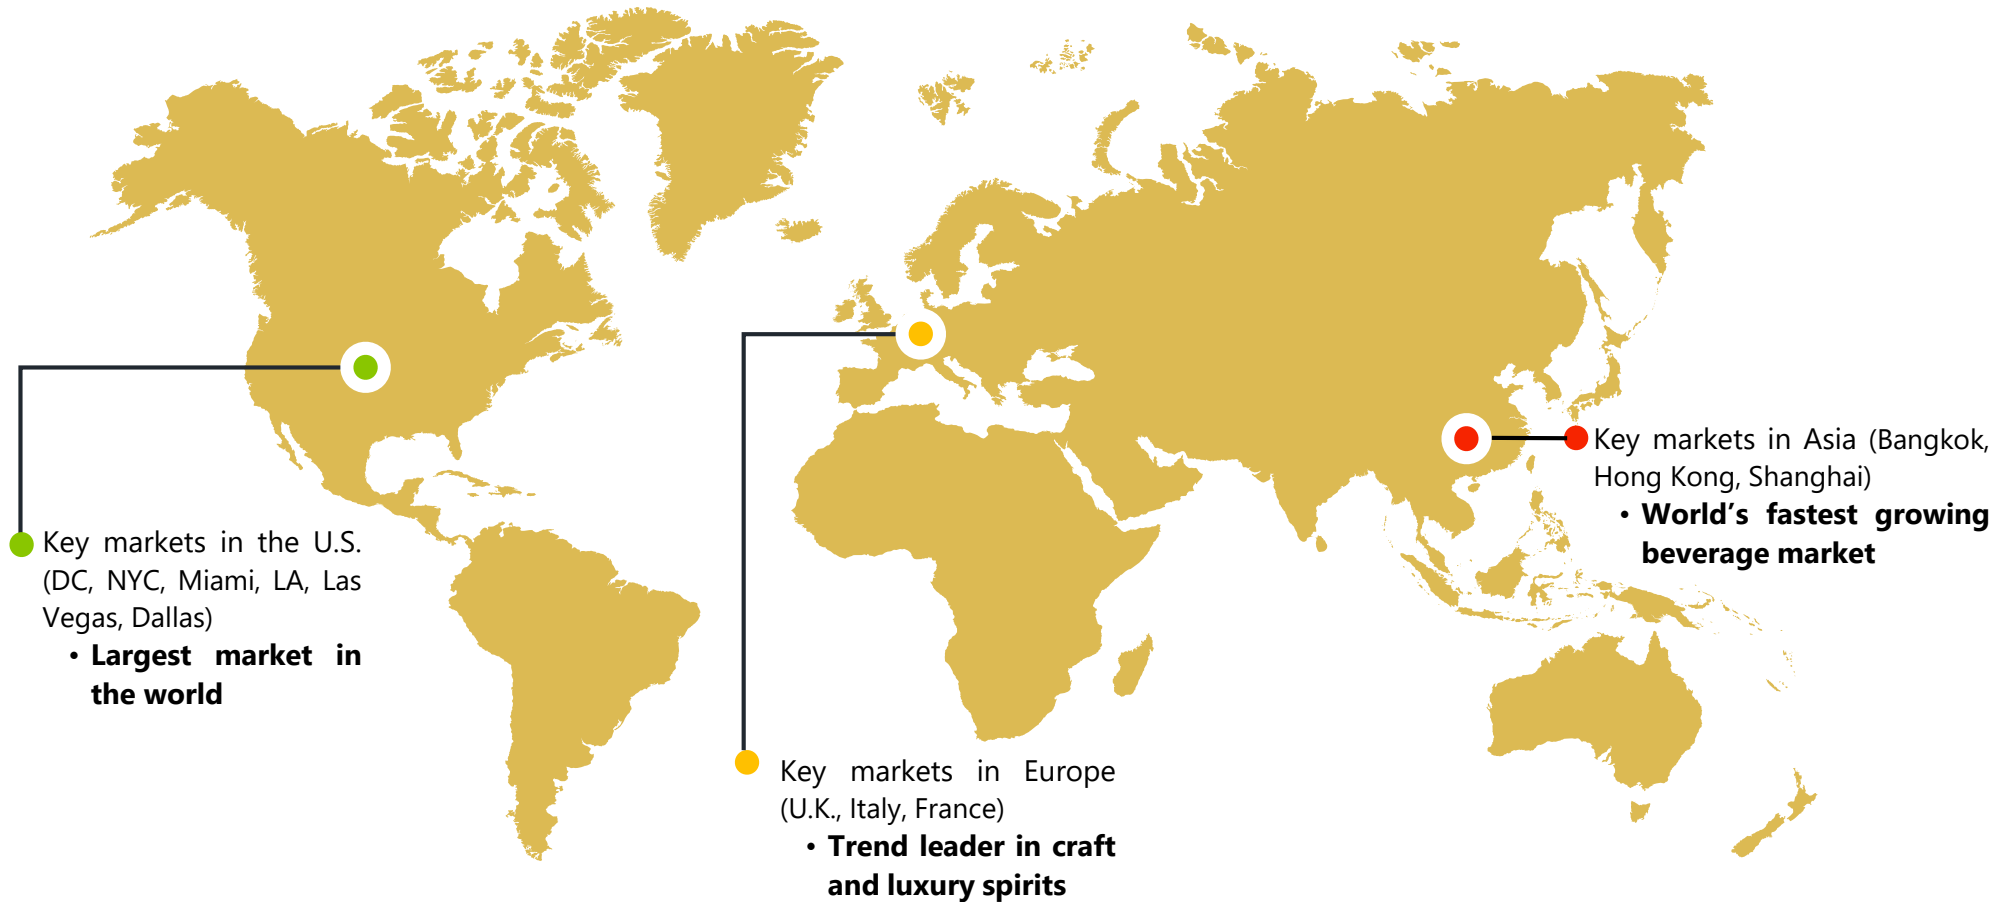 Key markets in the U.S.
(DC, NYC, Miami, LA, Las
Vegas, Dallas)
• Largest market in
the world
Key markets in Europe
(U.K., Italy, France)
• Trend leader in craft
and luxury spirits
Key markets in Asia (Bangkok,
Hong Kong, Shanghai)
• World’s fastest growing
beverage market